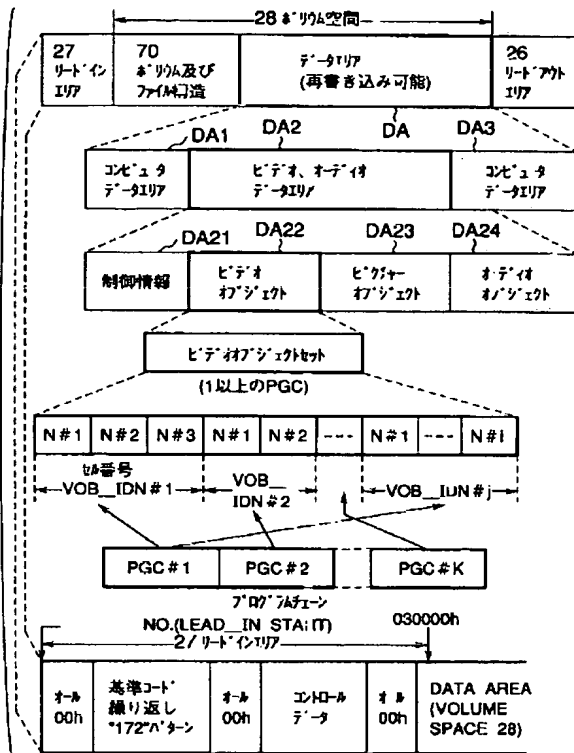 28 ボリウム空間
27
リードイン
エリア
70
ボリウム及び
ファイル構造
データエリア
(再書き込み可能)
26
リードアウト
エリア
DA1
DA2
DA
DA3
コンピュータ
データエリア
ビデオ、オーディオ
データエリア
コンピュータ
データエリア
DA21
DA22
DA23
DA24
制御情報
ビデオ
オブジェクト
ピクチャー
オブジェクト
オーディオ
オブジェクト
ビデオオブジェクトセット
(1以上のPGC)
N#1 N#2 N#3 N#1 N#2 ---- N#1 ---- N#i
セル番号
VOB_IDN#1
VOB_
IDN#2
VOB_IDN#j
PGC#1 PGC#2 PGC#K
プログラムチェーン
NO.(LEAD_IN START)
030000h
27リードインエリア
オール
00h
基準コード
繰り返し
"172"パターン
オール
00h
コントロール
データ
オール
00h
DATA AREA
(VOLUME
SPACE 28)